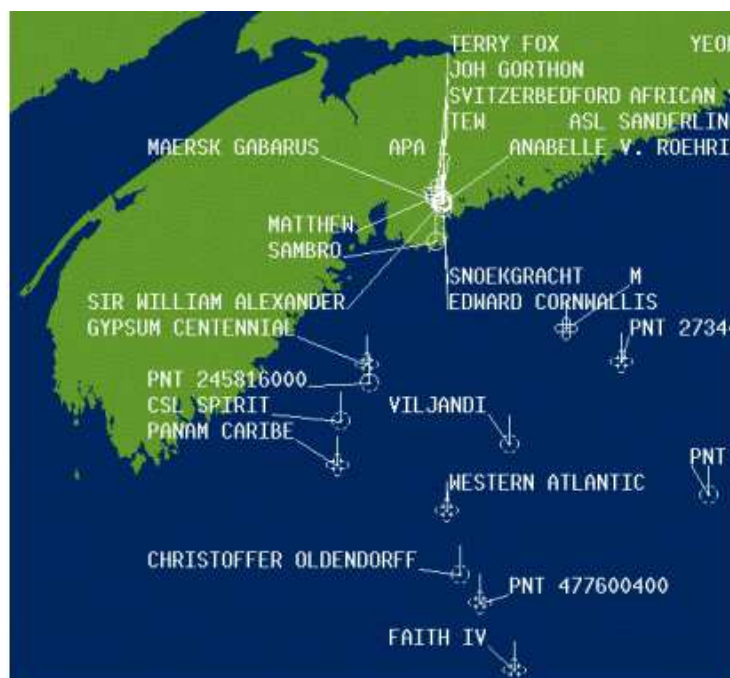 TERRY FOX YEO
JOH GORTHON
SVITZERBEDFORD AFRICAN S
TEW ASL SANDERLIN
MAERSK GABARUS APA ANABELLE V. ROEHRI
MATTHEW
SAMBRO
SNOEKGRACHT M
SIR WILLIAM ALEXANDER EDWARD CORNWALLIS
GYPSUM CENTENNIAL PNT 2734
PNT 245816000
CSL SPIRIT VILJANDI
PANAM CARIBE
PNT
WESTERN ATLANTIC
CHRISTOFFER OLDENDORFF
PNT 477600400
FAITH IV